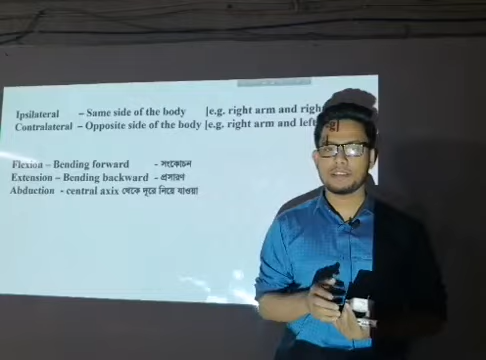 Ipsilateral – Same side of the body [e.g. right arm and righ
Contralateral – Opposite side of the body [e.g. right arm and left leg]
Flexion – Bending forward - সংকোচন
Extension – Bending backward - প্রসারণ
Abduction - central axix থেকে দূরে নিয়ে যাওয়া